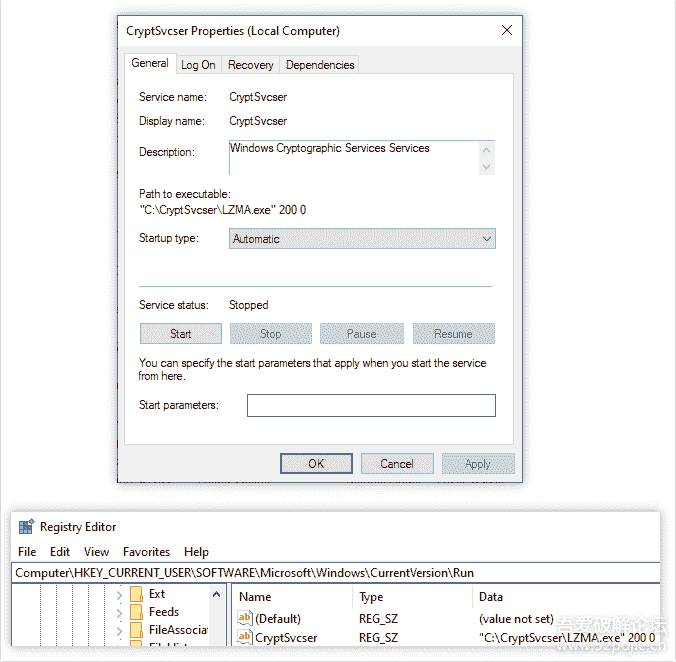 CryptSvcser Properties (Local Computer)
General Log On Recovery Dependencies
Service name: CryptSvcser
Display name: CryptSvcser
Description: Windows Cryptographic Services Services
Path to executable:
"C:\CryptSvcser\LZMA.exe" 200 0
Startup type: Automatic
Service status: Stopped
Start Stop Pause Resume
You can specify the start parameters that apply when you start the service
from here.
Start parameters:
OK Cancel Apply
Registry Editor
File Edit View Favorites Help
Computer\HKEY_CURRENT_USER\SOFTWARE\Microsoft\Windows\CurrentVersion\Run
Ext Name Type Data
Feeds ab (Default) REG_SZ (value not set)
FileAssocia ab CryptSvcser REG_SZ "C:\CryptSvcser\LZMA.exe" 200 0
吾爱破解论坛
www.52pojie.cn